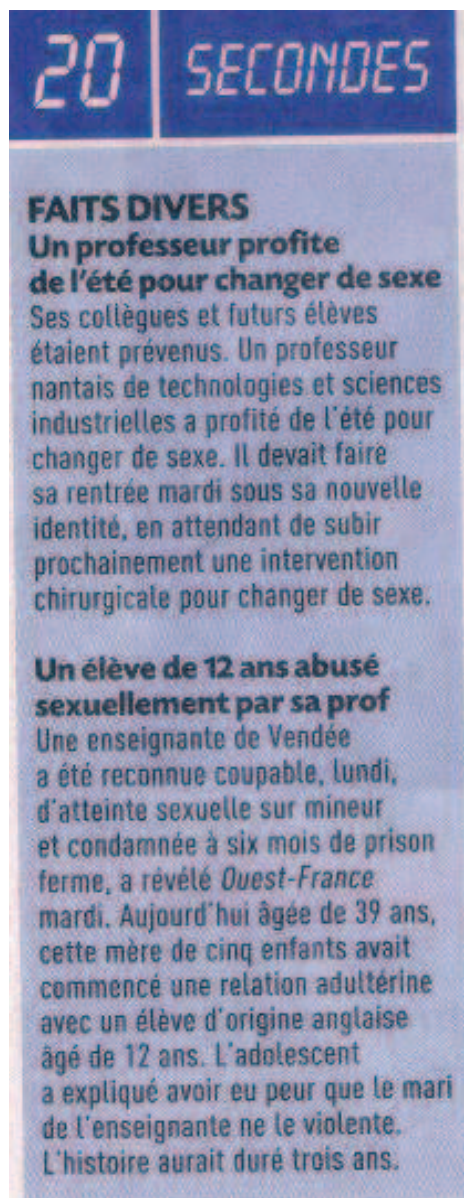 20 SECONDES
FAITS DIVERS
Un professeur profite
de l'été pour changer de sexe
Ses collègues et futurs élèves
étaient prévenus. Un professeur
nantais de technologies et sciences
industrielles a profité de l'été pour
changer de sexe. Il devait faire
sa rentrée mardi sous sa nouvelle
identité, en attendant de subir
prochainement une intervention
chirurgicale pour changer de sexe.
Un élève de 12 ans abusé
sexuellement par sa prof
Une enseignante de Vendée
a été reconnue coupable, lundi,
d'atteinte sexuelle sur mineur
et condamnée à six mois de prison
ferme, a révélé Ouest-France
mardi. Aujourd'hui âgée de 39 ans,
cette mère de cinq enfants avait
commencé une relation adultérine
avec un élève d'origine anglaise
âgé de 12 ans. L'adolescent
a expliqué avoir eu peur que le mari
de l'enseignante ne le violente.
L'histoire aurait duré trois ans.